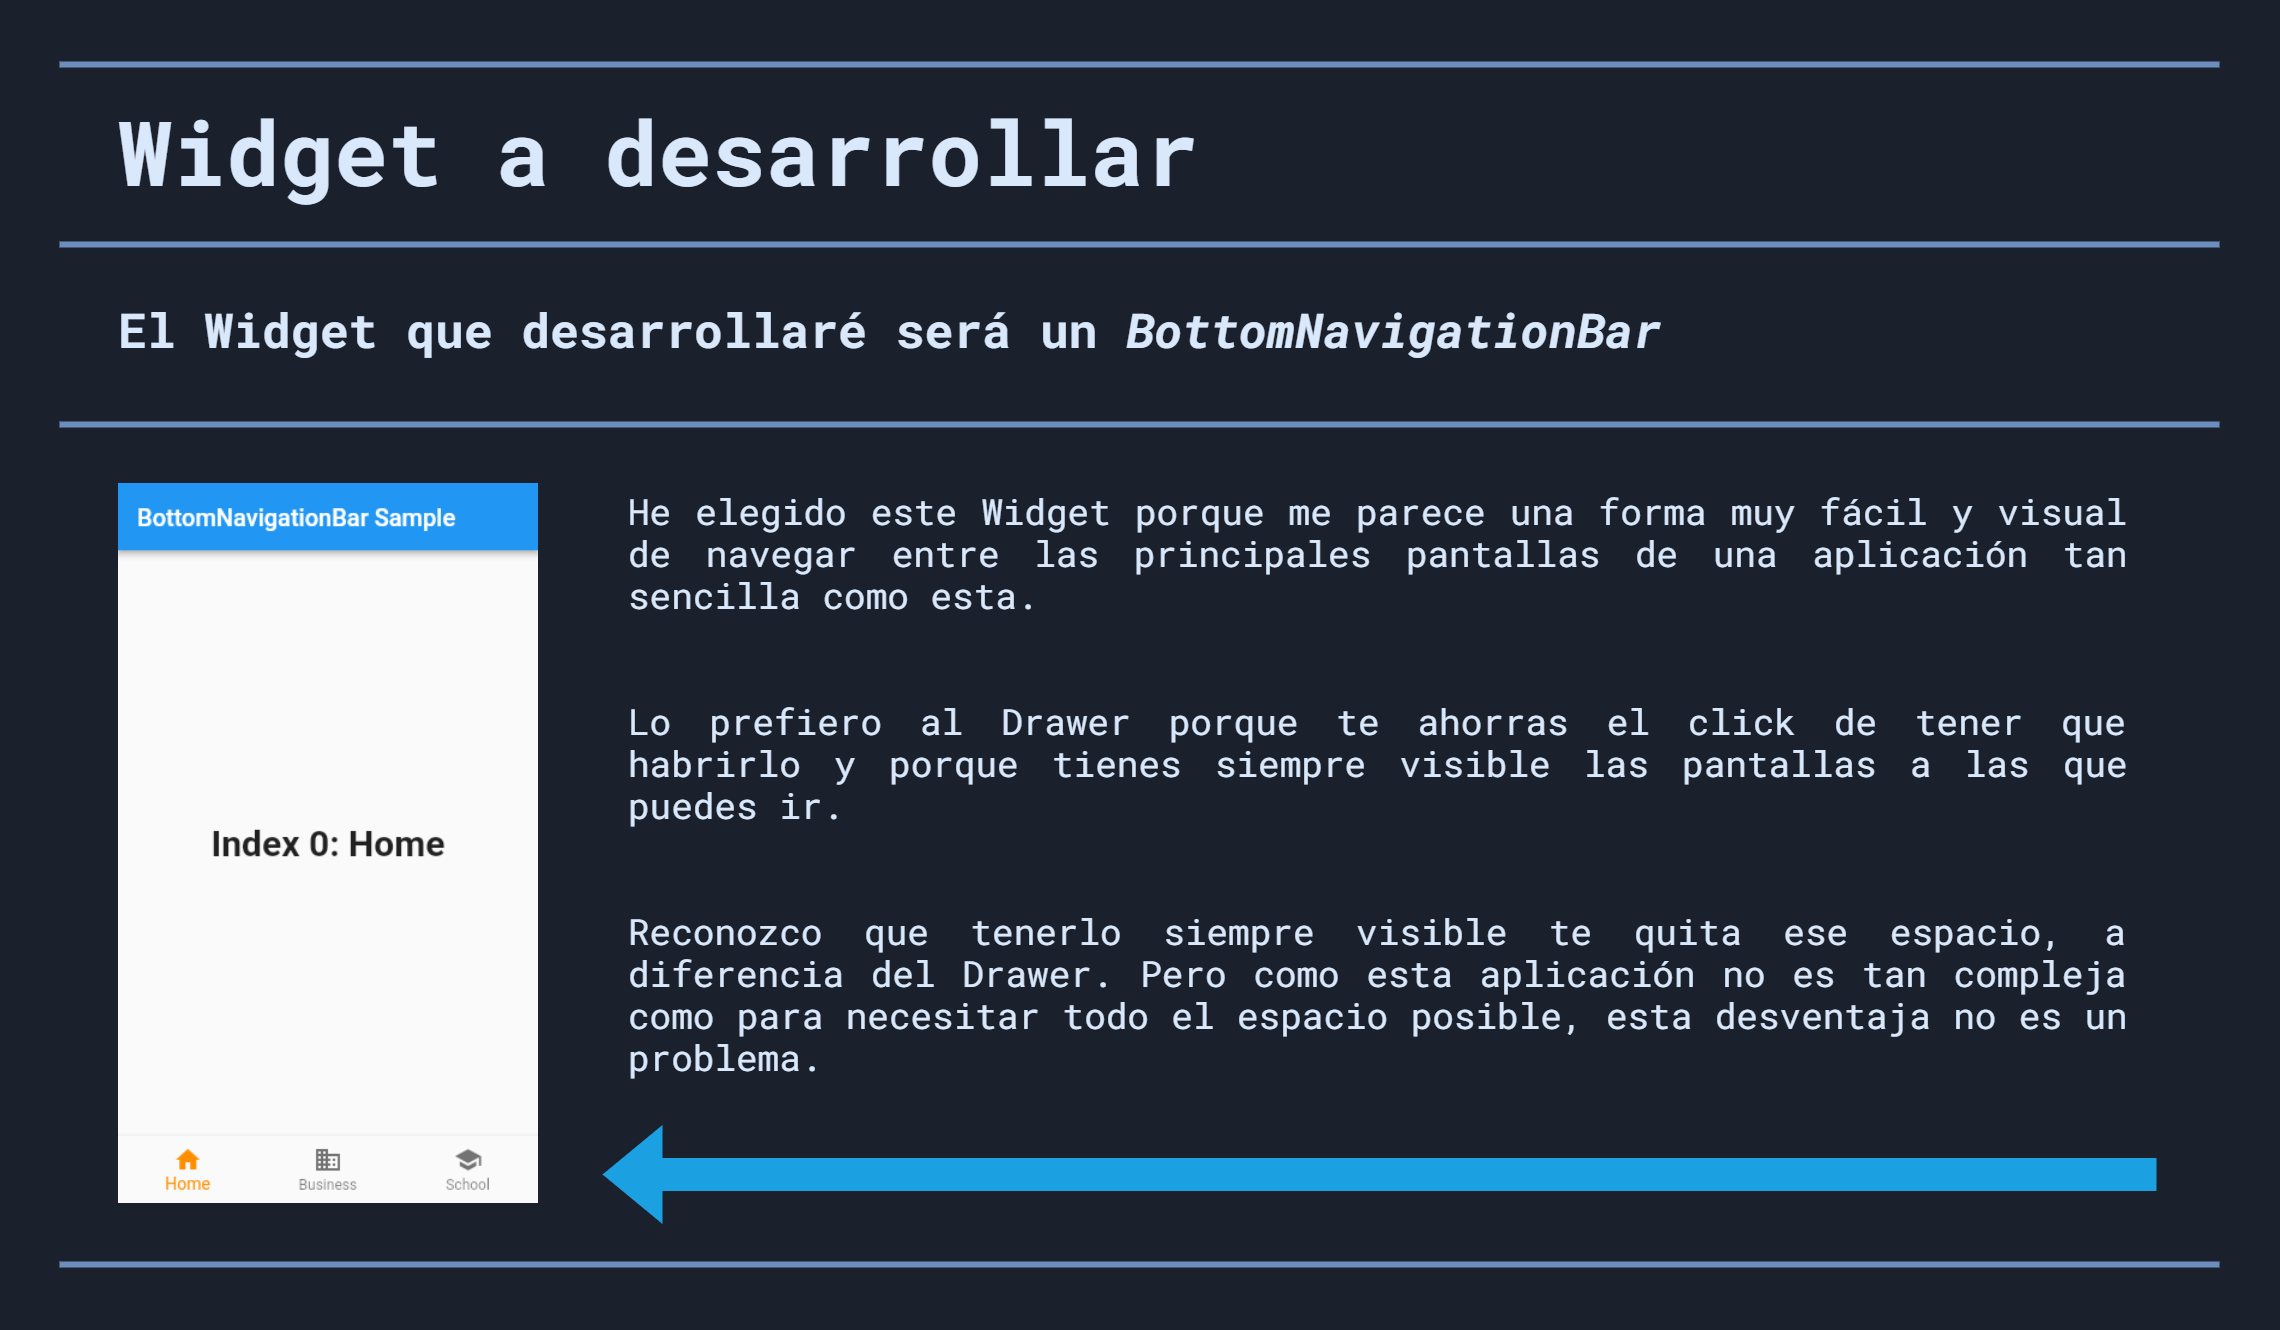 Widget a desarrollar
El Widget que desarrollaré será un BottomNavigationBar
BottomNavigationBar Sample
Index 0: Home
Home
Business
School
He elegido este Widget porque me parece una forma muy fácil y visual
de navegar entre las principales pantallas de una aplicación tan
sencilla como esta.
Lo prefiero al Drawer porque te ahorras el click de tener que
habrirlo y porque tienes siempre visible las pantallas a las que
puedes ir.
Reconozco que tenerlo siempre visible te quita ese espacio, a
diferencia del Drawer. Pero como esta aplicación no es tan compleja
como para necesitar todo el espacio posible, esta desventaja no es un
problema.